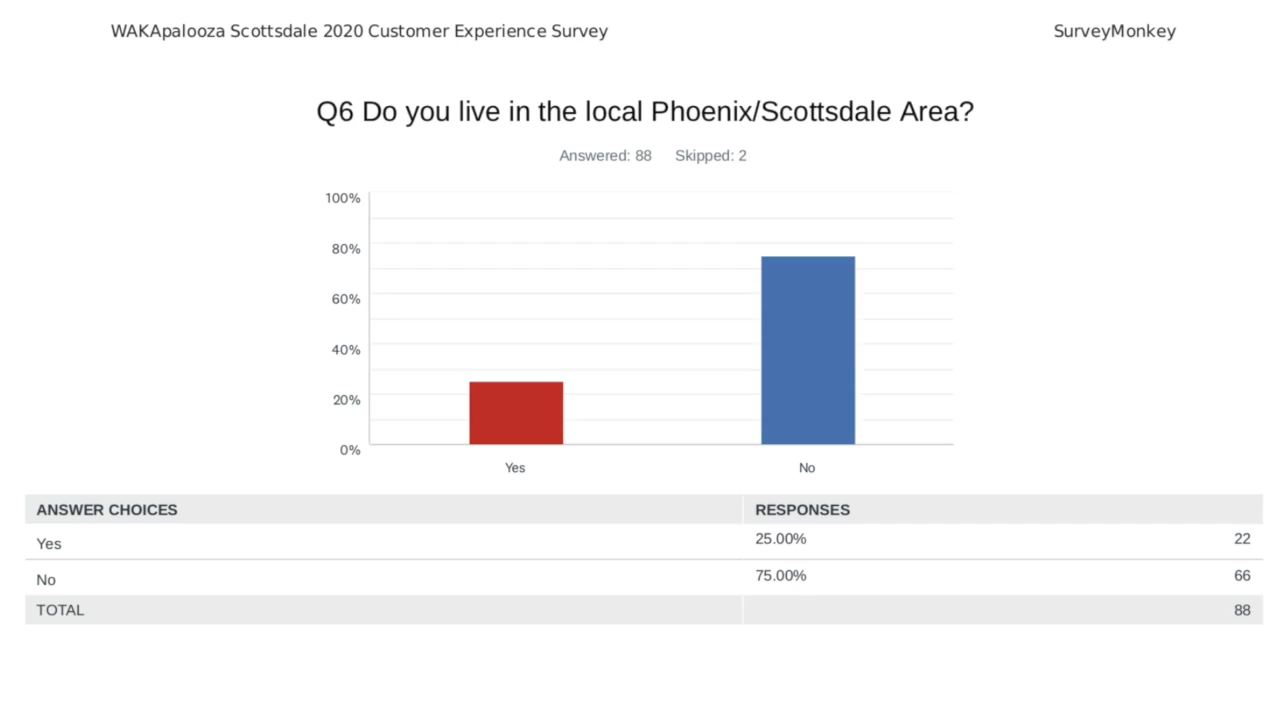 WAKApalooza Scottsdale 2020 Customer Experience Survey SurveyMonkey
Q6 Do you live in the local Phoenix/Scottsdale Area?
Answered: 88 Skipped: 2
100%
80%
60%
40%
20%
0%
Yes No
ANSWER CHOICES RESPONSES
Yes 25.00% 22
No 75.00% 66
TOTAL 88